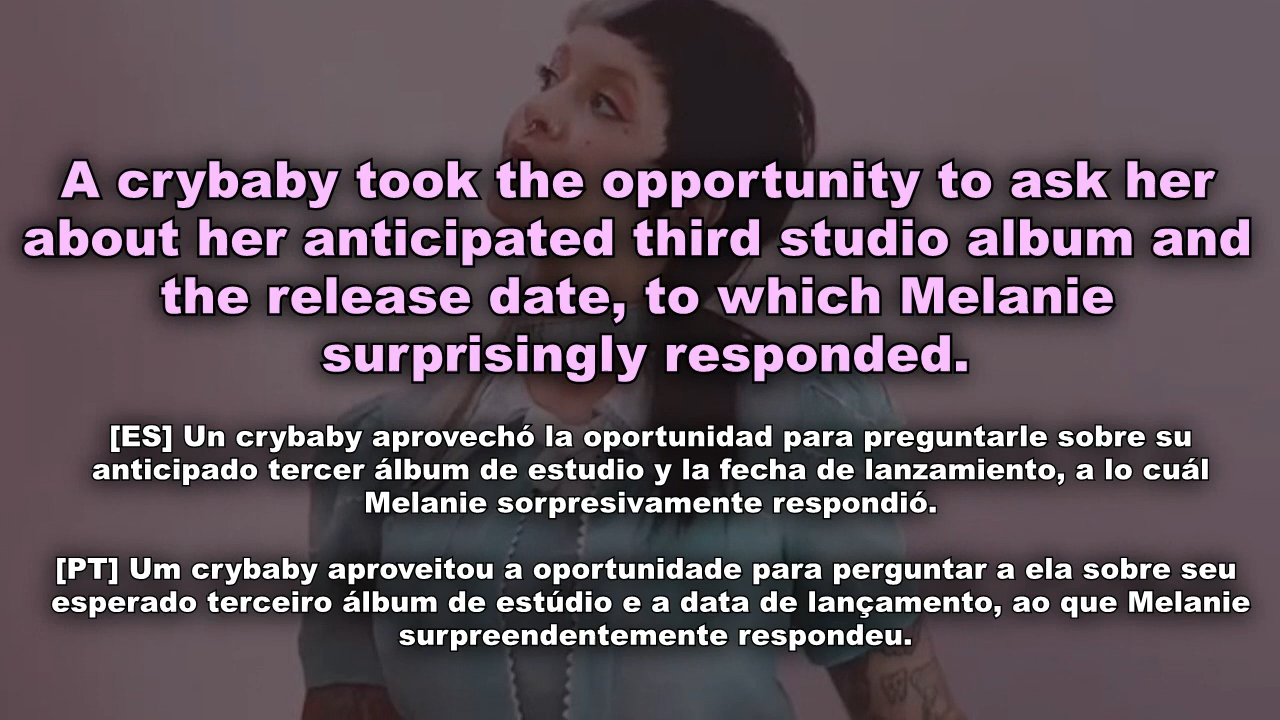 A crybaby took the opportunity to ask her
about her anticipated third studio album and
the release date, to which Melanie
surprisingly responded.
[ES] Un crybaby aprovechó la oportunidad para preguntarle sobre su
anticipado tercer álbum de estudio y la fecha de lanzamiento, a lo cuál
Melanie sorpresivamente respondió.
[PT] Um crybaby aproveitou a oportunidade para perguntar a ela sobre seu
esperado terceiro álbum de estúdio e a data de lançamento, ao que Melanie
surpreendentemente respondeu.